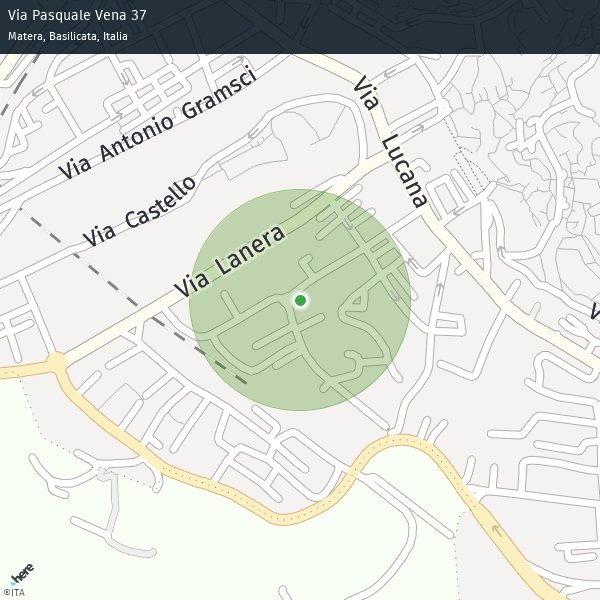 Via Pasquale Vena 37
Matera, Basilicata, Italia
Via Antonio Gramsci
Via Lucana
Via Castello
Via Lanera
V
here
©ITA